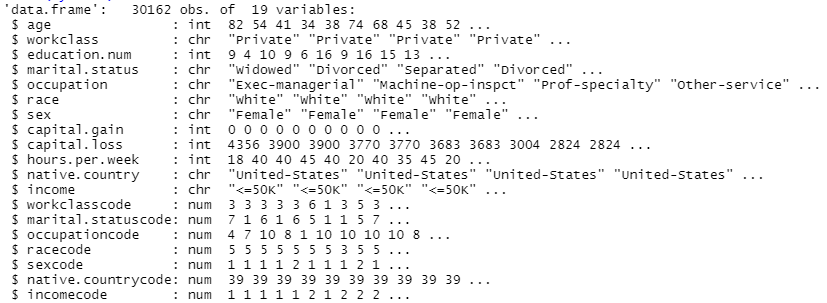 'data.frame':   30162 obs. of  19 variables:
 $ age               : int  82 54 41 34 38 74 68 45 38 52 ...
 $ workclass         : chr  "Private" "Private" "Private" "Private" ...
 $ education.num     : int  9 4 10 9 6 16 9 16 15 13 ...
 $ marital.status    : chr  "Widowed" "Divorced" "Separated" "Divorced" ...
 $ occupation        : chr  "Exec-managerial" "Machine-op-inspct" "Prof-specialty" "Other-service" ...
 $ race              : chr  "White" "White" "White" "White" ...
 $ sex               : chr  "Female" "Female" "Female" "Female" ...
 $ capital.gain      : int  0 0 0 0 0 0 0 0 0 0 ...
 $ capital.loss      : int  4356 3900 3900 3770 3770 3683 3683 3004 2824 2824 ...
 $ hours.per.week    : int  18 40 40 45 40 20 40 35 45 20 ...
 $ native.country    : chr  "United-States" "United-States" "United-States" "United-States" ...
 $ income            : chr  "<=50K" "<=50K" "<=50K" "<=50K" ...
 $ workclasscode     : num  3 3 3 3 3 6 1 3 5 3 ...
 $ marital.statuscode: num  7 1 6 1 6 5 1 1 5 7 ...
 $ occupationcode    : num  4 7 10 8 1 10 10 10 10 8 ...
 $ racecode          : num  5 5 5 5 5 5 5 3 5 5 ...
 $ sexcode           : num  1 1 1 1 2 1 1 1 2 1 ...
 $ native.countrycode: num  39 39 39 39 39 39 39 39 39 39 ...
 $ incomecode        : num  1 1 1 1 1 2 1 2 2 2 ...